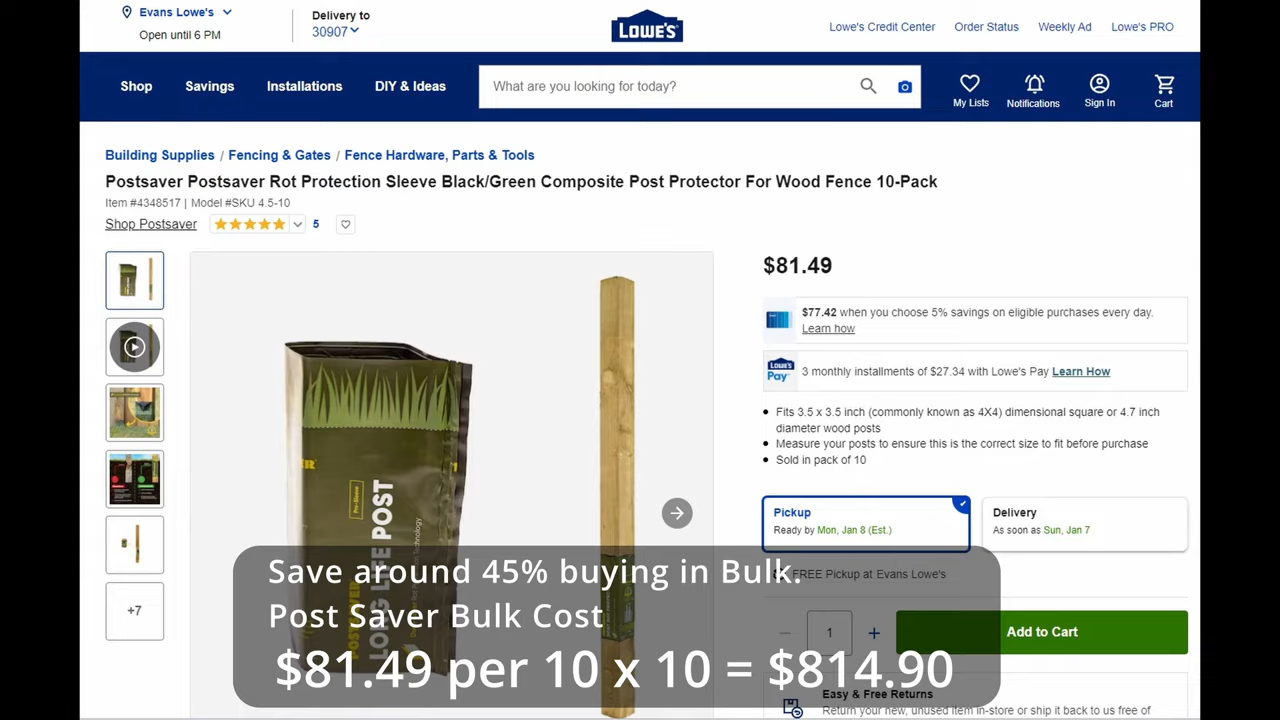 Evans Lowe's
Open until 6 PM
Delivery to
30907
LOWE'S
Lowe's Credit Center
Order Status
Weekly Ad
Lowe's PRO
Shop
Savings
Installations
DIY & Ideas
What are you looking for today?
My Lists
Notifications
Sign In
Cart
Building Supplies / Fencing & Gates / Fence Hardware, Parts & Tools
Postsaver Postsaver Rot Protection Sleeve Black/Green Composite Post Protector For Wood Fence 10-Pack
Item #4348517 | Model #SKU 4.5-10
Shop Postsaver
5
$81.49
$77.42 when you choose 5% savings on eligible purchases every day.
Learn how
Lowe's Pay
3 monthly installments of $27.34 with Lowe's Pay Learn How
Fits 3.5 x 3.5 inch (commonly known as 4X4) dimensional square or 4.7 inch
diameter wood posts
Measure your posts to ensure this is the correct size to fit before purchase
Sold in pack of 10
Pickup
Ready by Mon, Jan 8 (Est.)
Delivery
As soon as Sun, Jan 7
FREE Pickup at Evans Lowe's
+7
LONG LIFE POST
POSTSAVER
1
Add to Cart
Easy & Free Returns
Return your new, unused item in-store or ship it back to us free of
Save around 45% buying in Bulk.
Post Saver Bulk Cost
$81.49 per 10 x 10 = $814.90